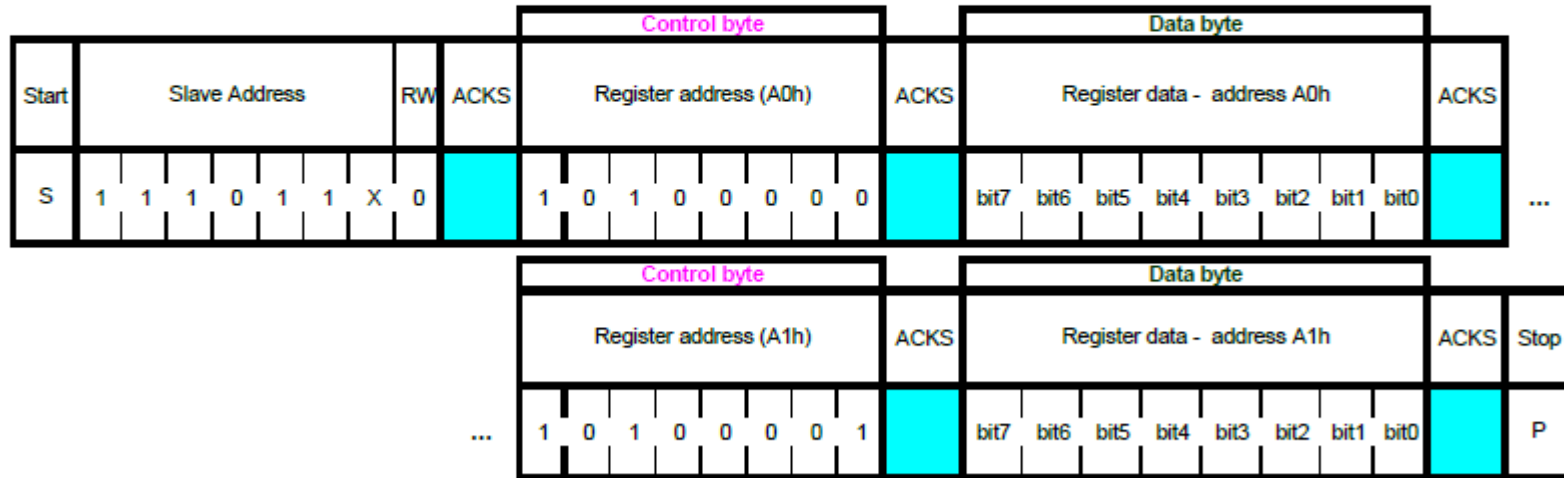 Control byte Data byte
Start Slave Address RW ACKS Register address (A0h) ACKS Register data - address A0h ACKS
S 1 1 1 0 1 1 X 0 1 0 1 0 0 0 0 0 bit7 bit6 bit5 bit4 bit3 bit2 bit1 bit0 ...
Control byte Data byte
Register address (A1h) ACKS Register data - address A1h ACKS Stop
... 1 0 1 0 0 0 0 1 bit7 bit6 bit5 bit4 bit3 bit2 bit1 bit0 P